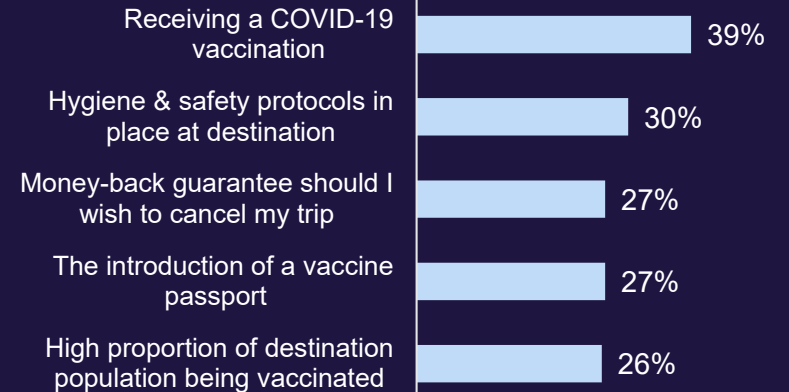 Receiving a COVID-19
vaccination
39%
Hygiene & safety protocols in
place at destination
30%
Money-back guarantee should I
wish to cancel my trip
27%
The introduction of a vaccine
passport
27%
High proportion of destination
population being vaccinated
26%